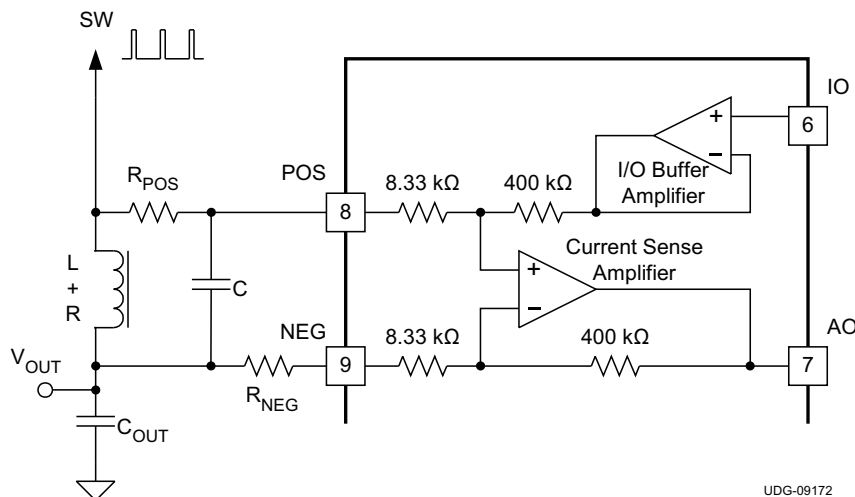 SW
IO
6
+
−
I/O Buffer
Amplifier
R_POS
POS
8
8.33 kΩ
400 kΩ
Current Sense
Amplifier
+
−
L
+
R
C
NEG
9
8.33 kΩ
400 kΩ
AO
7
V_OUT
R_NEG
C_OUT
UDG-09172